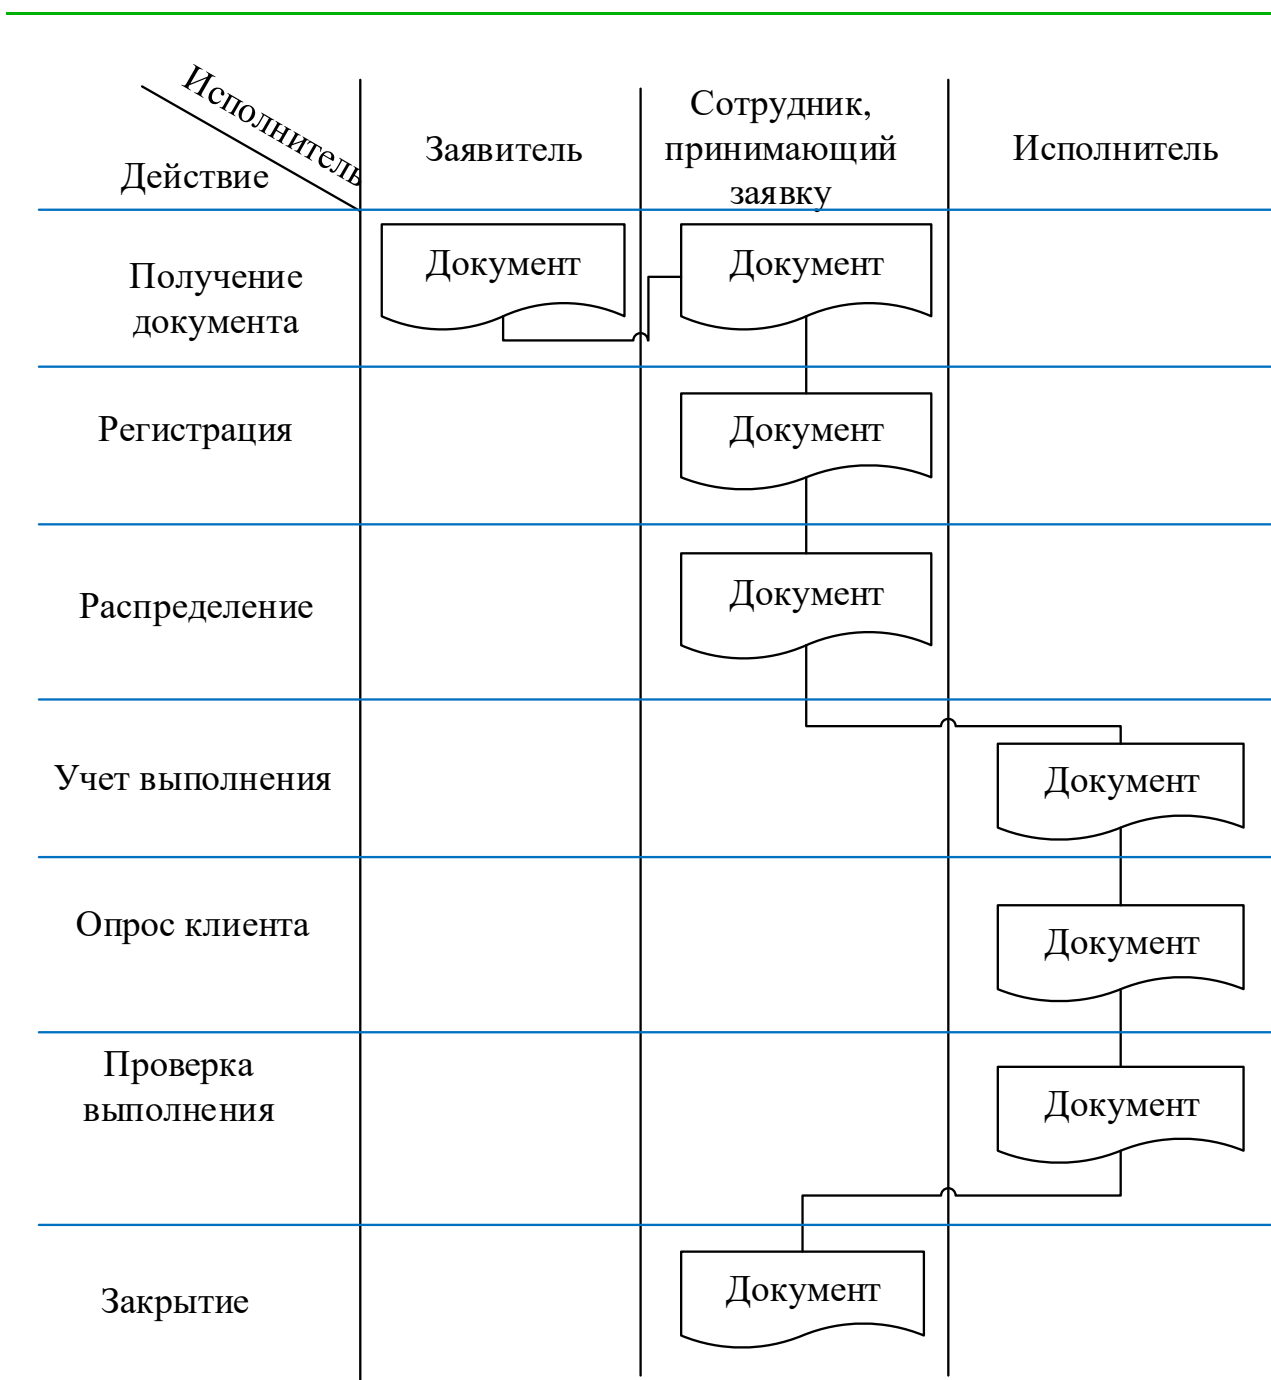 Исполнитель
Действие
Заявитель
Сотрудник,
принимающий
заявку
Исполнитель
Получение
документа
Документ
Документ
Регистрация
Документ
Распределение
Документ
Учет выполнения
Документ
Опрос клиента
Документ
Проверка
выполнения
Документ
Закрытие
Документ